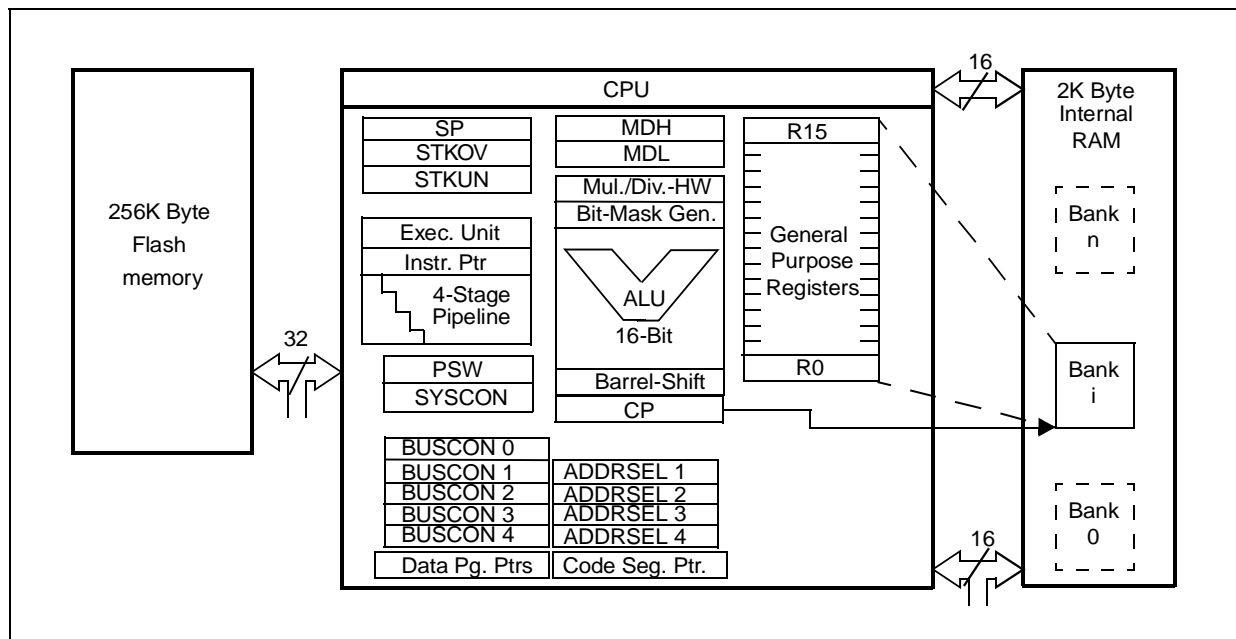 CPU
256K Byte
Flash
memory
32
SP
STKOV
STKUN
Exec. Unit
Instr. Ptr
4-Stage
Pipeline
PSW
SYSCON
BUSCON 0
BUSCON 1
BUSCON 2
BUSCON 3
BUSCON 4
Data Pg. Ptrs
MDH
MDL
Mul./Div.-HW
Bit-Mask Gen.
ALU
16-Bit
Barrel-Shift
CP
ADDRSEL 1
ADDRSEL 2
ADDRSEL 3
ADDRSEL 4
Code Seg. Ptr.
R15
General
Purpose
Registers
R0
16
16
2K Byte
Internal
RAM
Bank
n
Bank
i
Bank
0